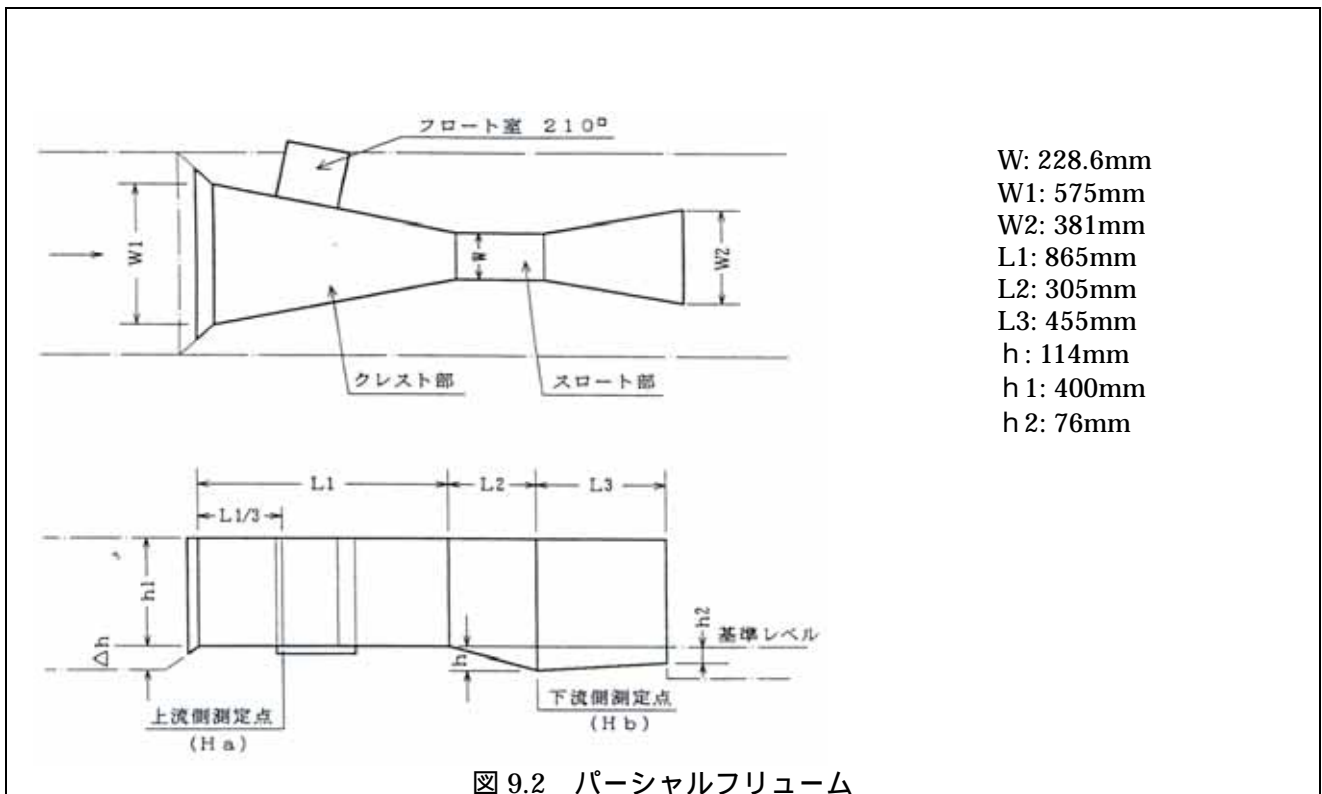 フロート室 210□
W1
W
W2
クレスト部
スロート部
W: 228.6mm
W1: 575mm
W2: 381mm
L1: 865mm
L2: 305mm
L3: 455mm
h: 114mm
h1: 400mm
h2: 76mm
L1
L2
L3
L1/3
h1
△h
h
h2
基準レベル
上流側測定点
(Ha)
下流側測定点
(Hb)
図 9.2 パーシャルフリューム